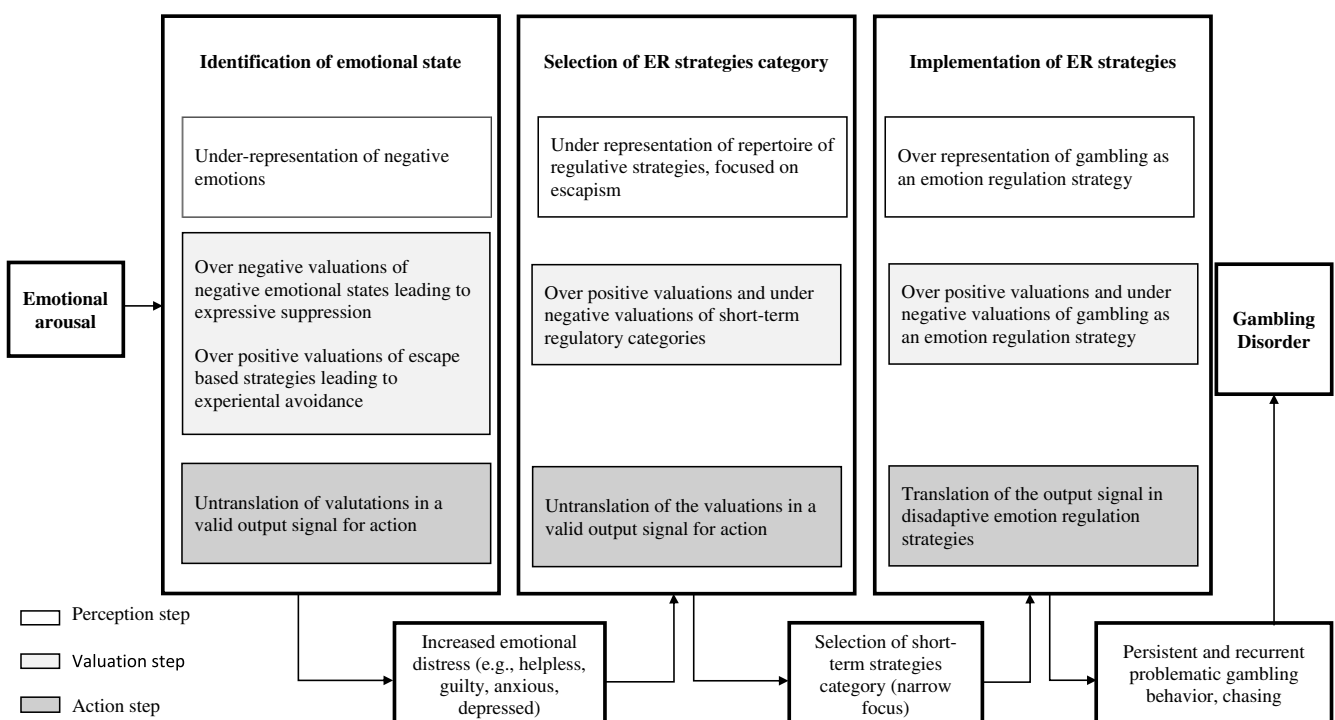 Identification of emotional state
Under-representation of negative
emotions
Over negative valuations of
negative emotional states leading to
expressive suppression
Over positive valuations of escape
based strategies leading to
experiental avoidance
Untranslation of valutations in a
valid output signal for action
Selection of ER strategies category
Under representation of repertoire of
regulative strategies, focused on
escapism
Over positive valuations and under
negative valuations of short-term
regulatory categories
Untranslation of the valuations in a
valid output signal for action
Implementation of ER strategies
Over representation of gambling as
an emotion regulation strategy
Over positive valuations and under
negative valuations of gambling as
an emotion regulation strategy
Translation of the output signal in
disadaptive emotion regulation
strategies
Emotional
arousal
Gambling
Disorder
Perception step
Valuation step
Action step
Increased emotional
distress (e.g., helpless,
guilty, anxious,
depressed)
Selection of short-
term strategies
category (narrow
focus)
Persistent and recurrent
problematic gambling
behavior, chasing